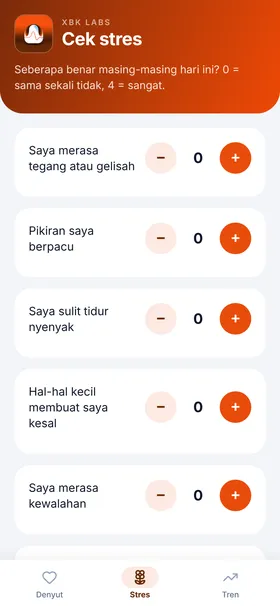 XBK LABS
Cek stres
Seberapa benar masing-masing hari ini? 0 =
sama sekali tidak, 4 = sangat.
Saya merasa
tegang atau gelisah
− 0 +
Pikiran saya
berpacu
− 0 +
Saya sulit tidur
nyenyak
− 0 +
Hal-hal kecil
membuat saya
kesal
− 0 +
Saya merasa
kewalahan
− 0 +
Denyut
Stres
Tren